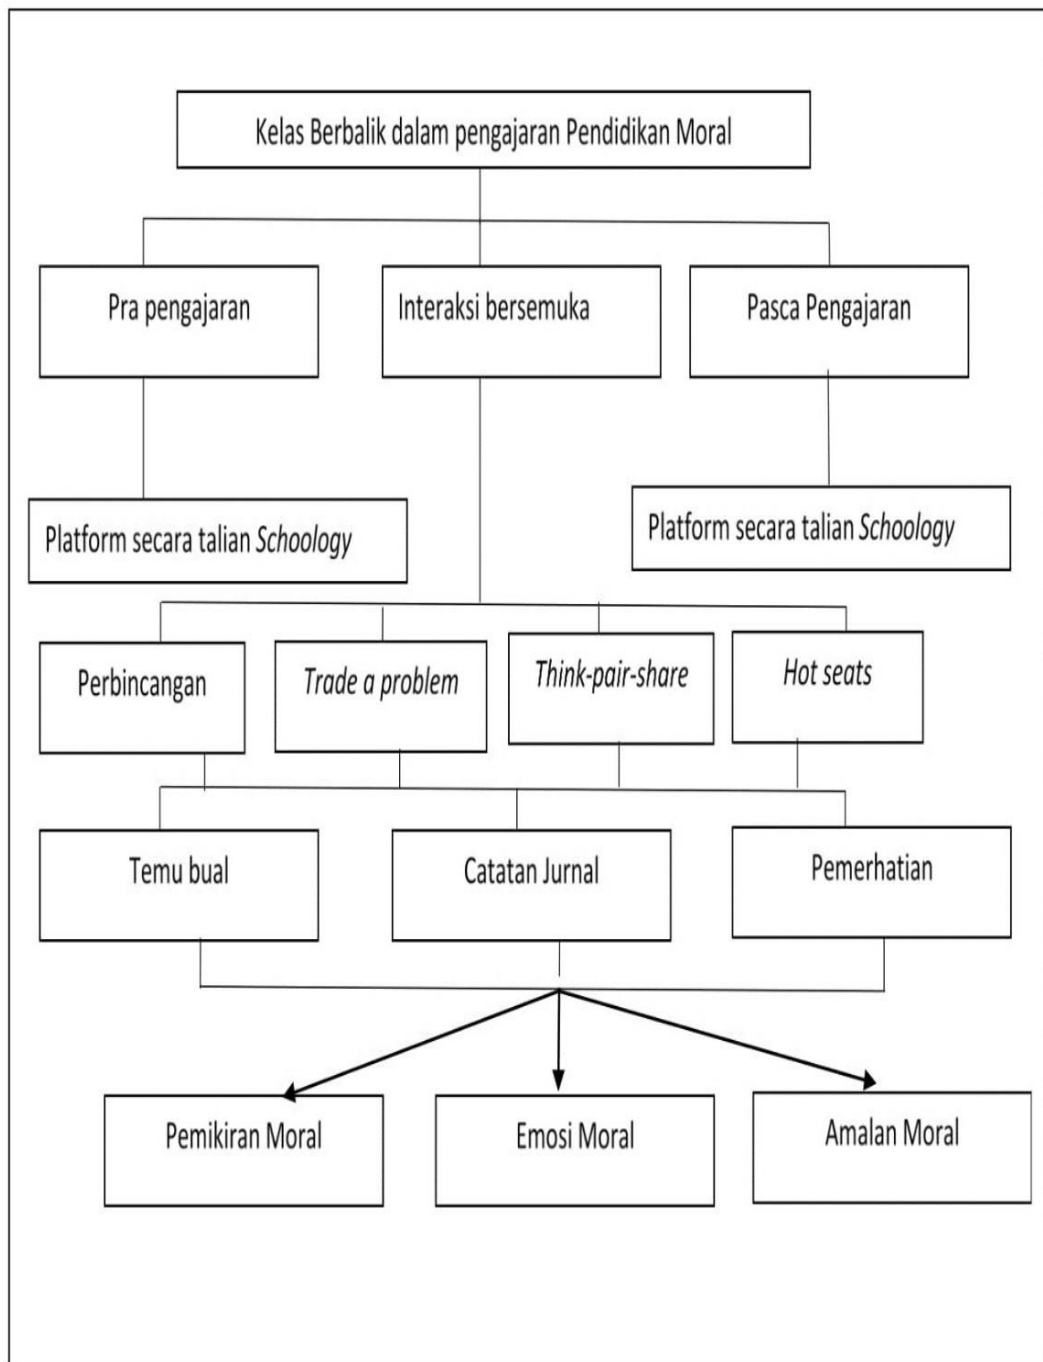 Kelas Berbalik dalam pengajaran Pendidikan Moral
Pra pengajaran
Interaksi bersemuka
Pasca Pengajaran
Platform secara talian Schoology
Platform secara talian Schoology
Perbincangan
Trade a problem
Think-pair-share
Hot seats
Temu bual
Catatan Jurnal
Pemerhatian
Pemikiran Moral
Emosi Moral
Amalan Moral